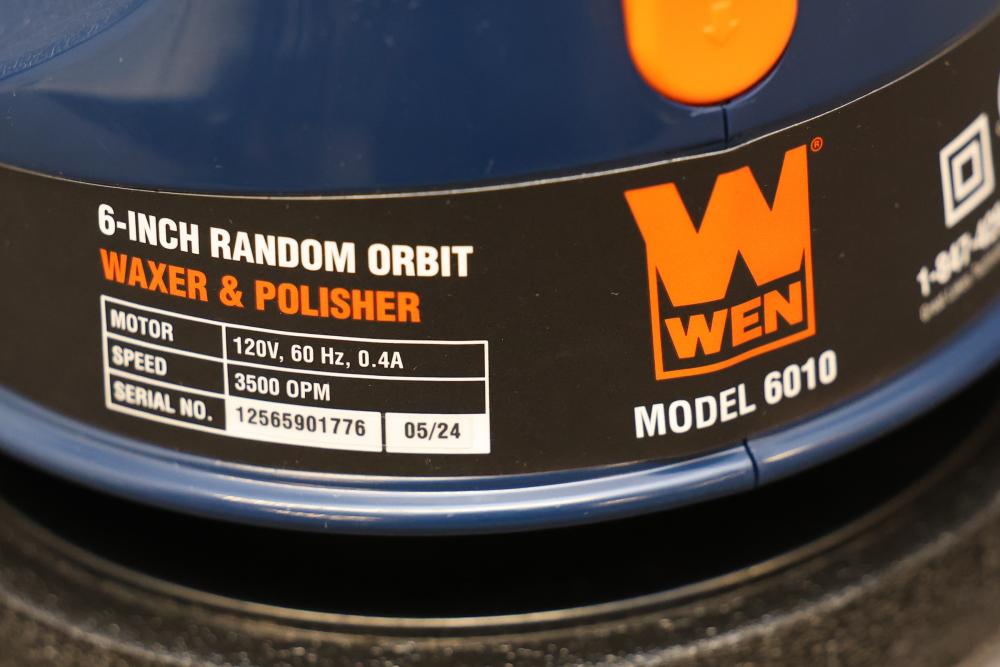 6-INCH RANDOM ORBIT
WAXER & POLISHER
MOTOR 120V, 60 Hz, 0.4A
SPEED 3500 OPM
SERIAL NO. 12565901776 05/24
W®
WEN
MODEL 6010